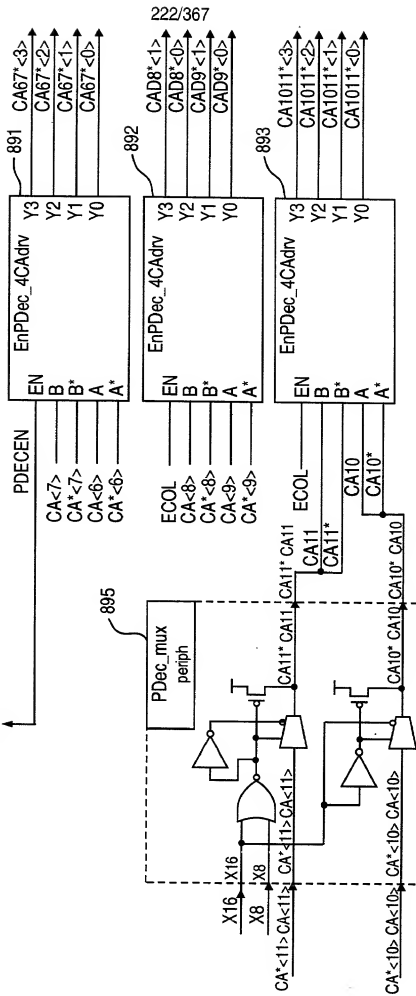 222/367
CA67*<3>
CA67*<2>
CA67*<1>
CA67*<0>
891
Y3
Y2
Y1
Y0
EnPDec_4CAdrv
EN
B
B*
A
A*
PDECEN
CA<7>
CA*<7>
CA<6>
CA*<6>
CAD8*<1>
CAD8*<0>
CAD9*<1>
CAD9*<0>
892
Y3
Y2
Y1
Y0
EnPDec_4CAdrv
EN
B
B*
A
A*
ECOL
CA<8>
CA*<8>
CA<9>
CA*<9>
CA1011*<3>
CA1011*<2>
CA1011*<1>
CA1011*<0>
893
Y3
Y2
Y1
Y0
EnPDec_4CAdrv
EN
B
B*
A
A*
ECOL
CA11
CA11*
CA10
CA10*
895
PDec_mux
periph
CA11* CA11
CA11* CA11
CA10* CA10
CA10* CA10
X16
X16
X8
X8
CA*<11> CA<11>
CA*<11> CA<11>
CA*<10> CA<10>
CA*<10> CA<10>